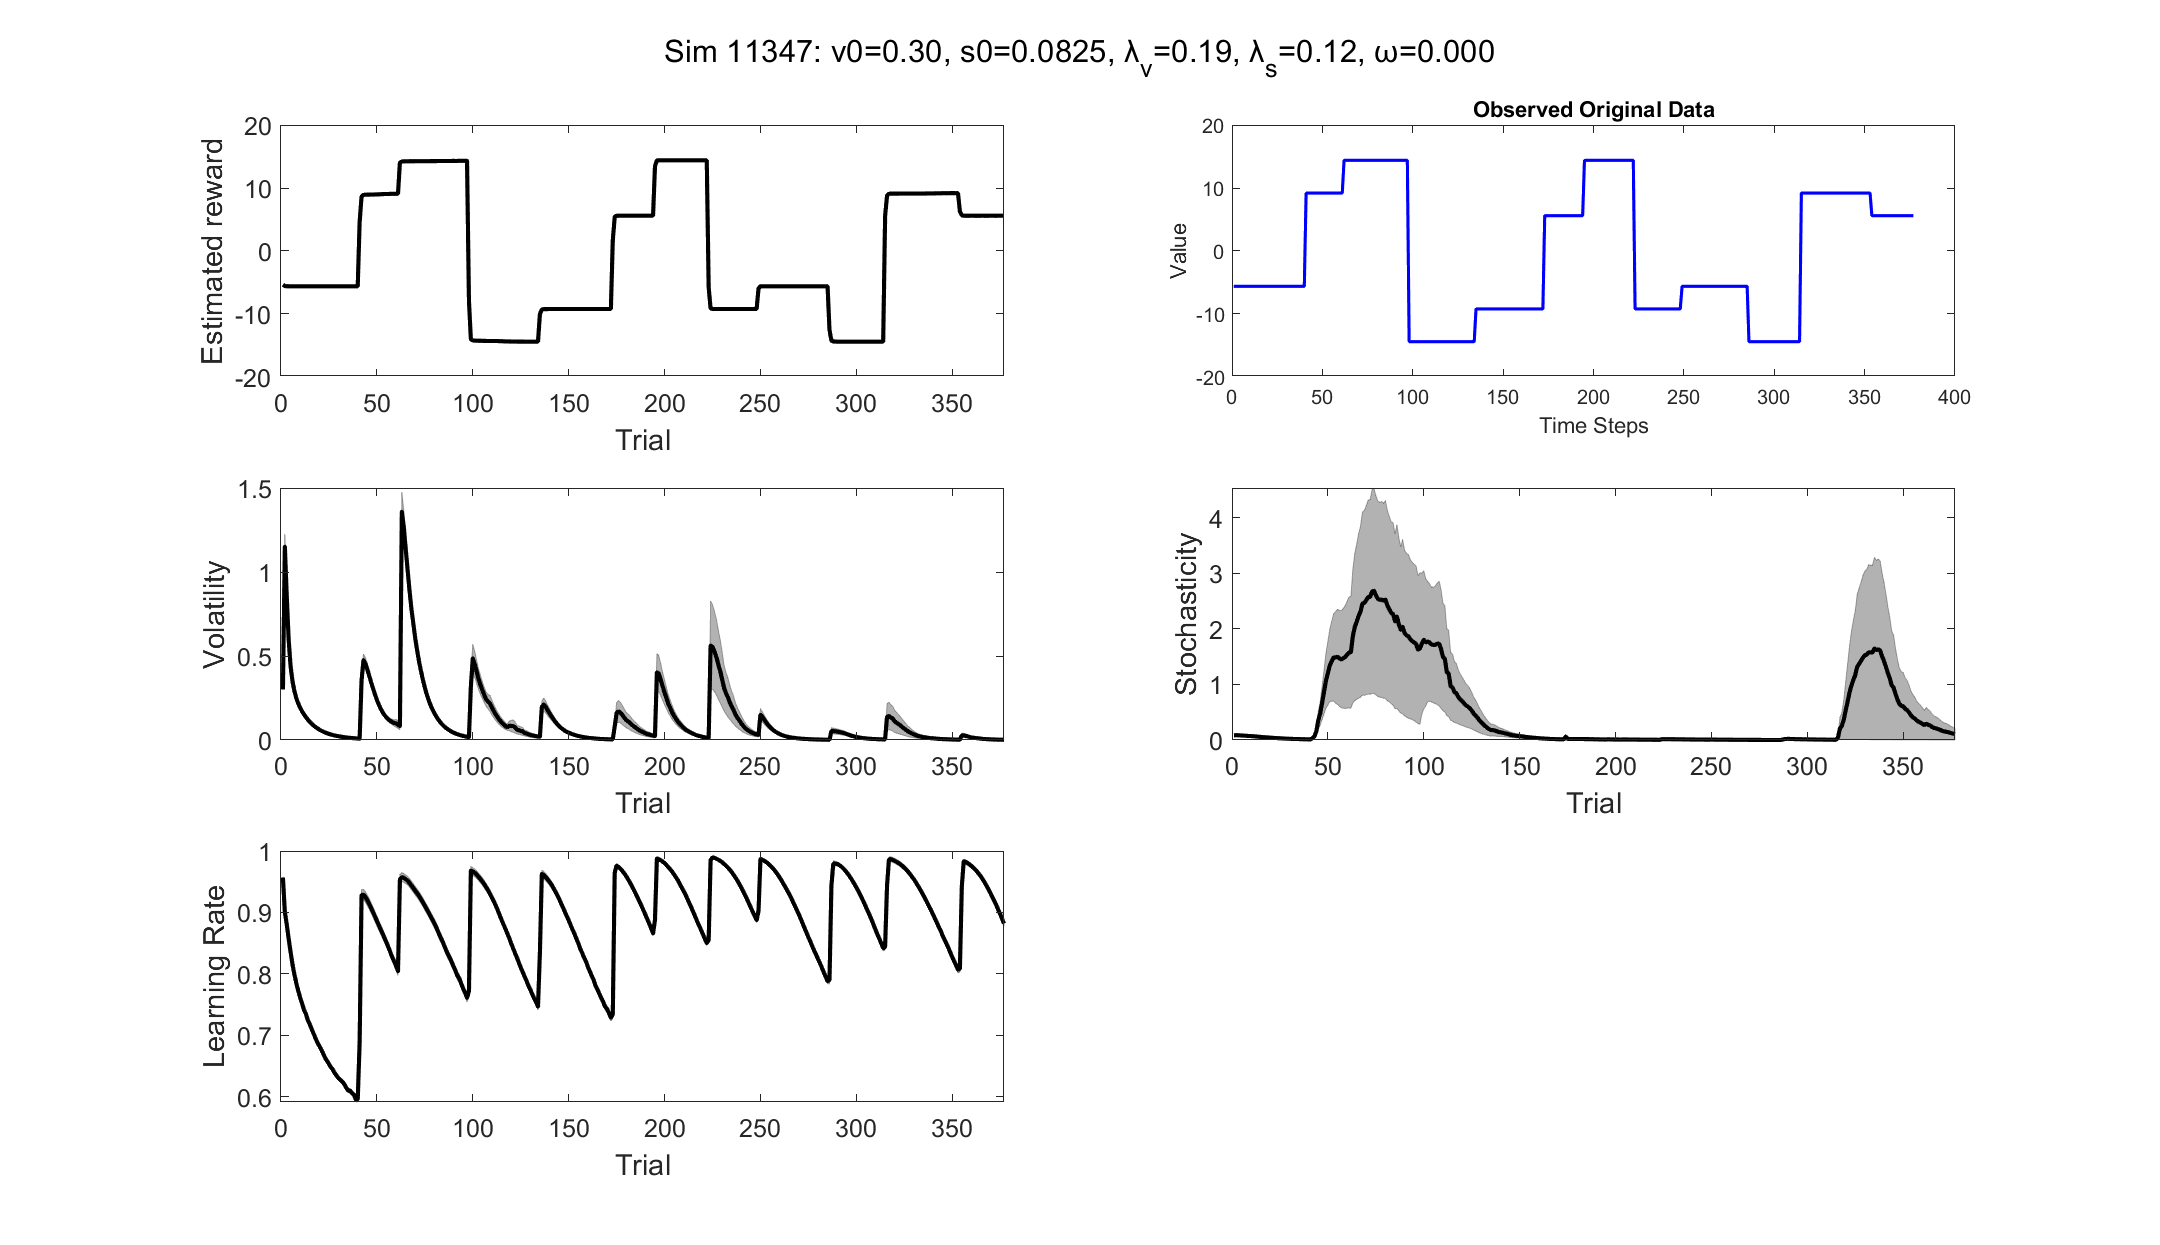 Sim 11347: v0=0.30, s0=0.0825, λ_v=0.19, λ_s=0.12, ω=0.000
20
10
0
-10
-20
Estimated reward
0 50 100 150 200 250 300 350
Trial
Observed Original Data
20
10
0
-10
-20
Value
0 50 100 150 200 250 300 350 400
Time Steps
1.5
1
0.5
0
Volatility
0 50 100 150 200 250 300 350
Trial
4
3
2
1
0
Stochasticity
0 50 100 150 200 250 300 350
Trial
1
0.9
0.8
0.7
0.6
Learning Rate
0 50 100 150 200 250 300 350
Trial